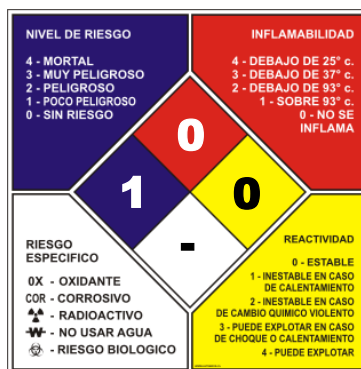 NIVEL DE RIESGO
4 - MORTAL
3 - MUY PELIGROSO
2 - PELIGROSO
1 - POCO PELIGROSO
0 - SIN RIESGO
INFLAMABILIDAD
4 - DEBAJO DE 25° c.
3 - DEBAJO DE 37° c.
2 - DEBAJO DE 93° c.
1 - SOBRE 93° c.
0 - NO SE
INFLAMA
0
1
0
-
RIESGO
ESPECIFICO
OX - OXIDANTE
COR - CORROSIVO
- RADIOACTIVO
W - NO USAR AGUA
- RIESGO BIOLOGICO
REACTIVIDAD
0 - ESTABLE
1 - INESTABLE EN CASO
DE CALENTAMIENTO
2 - INESTABLE EN CASO
DE CAMBIO QUIMICO VIOLENTO
3 - PUEDE EXPLOTAR EN CASO
DE CHOQUE O CALENTAMIENTO
4 - PUEDE EXPLOTAR